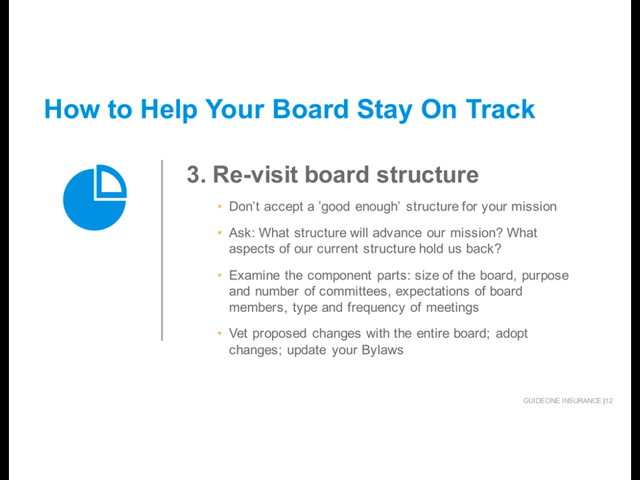 How to Help Your Board Stay On Track
3. Re-visit board structure
• Don't accept a 'good enough' structure for your mission
• Ask: What structure will advance our mission? What
aspects of our current structure hold us back?
• Examine the component parts: size of the board, purpose
and number of committees, expectations of board
members, type and frequency of meetings
• Vet proposed changes with the entire board; adopt
changes; update your Bylaws
GUIDEONE INSURANCE |12